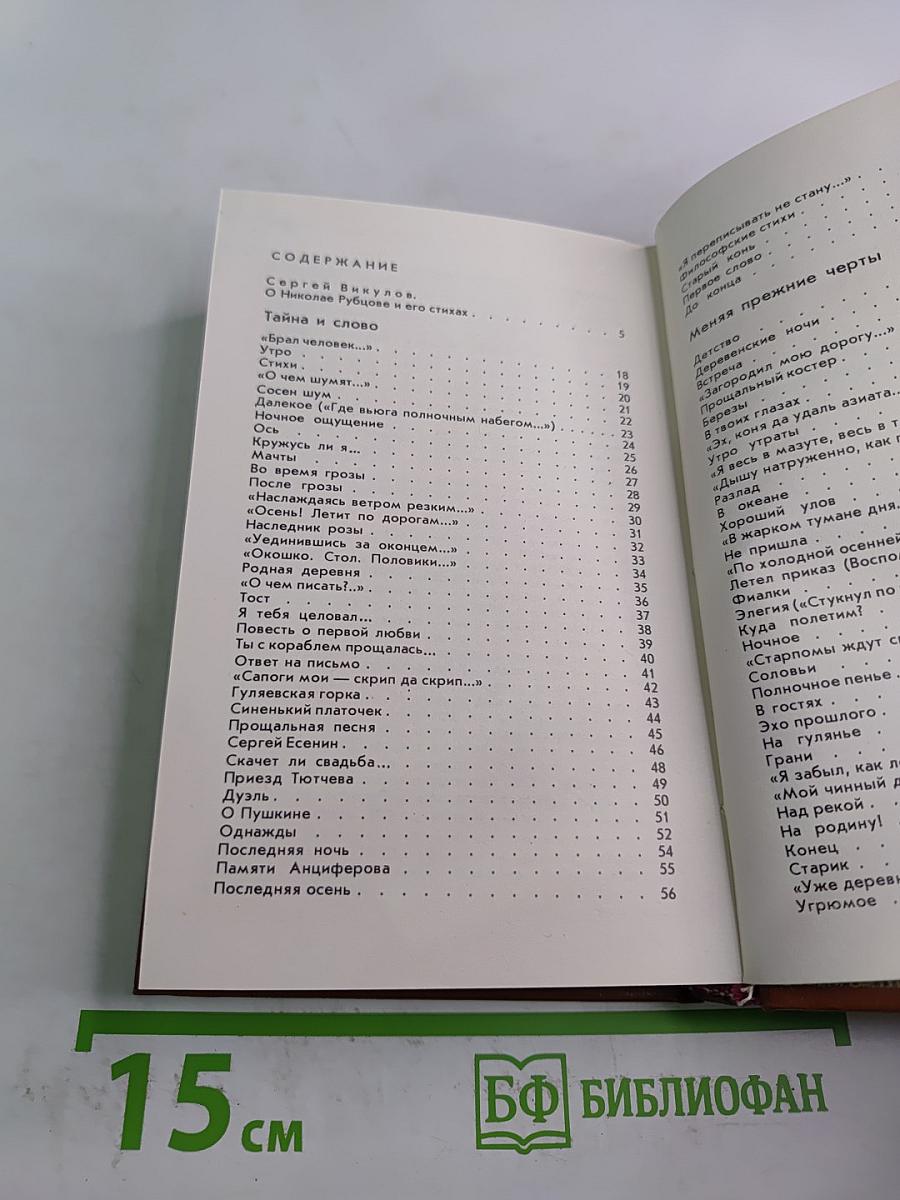 СОДЕРЖАНИЕ
Сергей Викулов.
О Николае Рубцове и его стихах . . . . . . . . . 5
Тайна и слово
«Брал человек...» . . . . . . . . . 18
Утро . . . . . . . . . 19
Стихи . . . . . . . . . 20
«О чем шумят...» . . . . . . . . . 21
Сосен шум . . . . . . . . . 22
Далекое («Где вьюга полночным набегом...») . . . 23
Ночное ощущение . . . . . . . . . 24
Ось . . . . . . . . . 25
Кружусь ли я... . . . . . . . . . 26
Мачты . . . . . . . . . 27
Во время грозы . . . . . . . . . 28
После грозы . . . . . . . . . 29
«Наслаждаясь ветром резким...» . . . . . . 30
«Осень! Летит по дорогам...» . . . . . . 31
Наследник розы . . . . . . . . . 32
«Уединившись за оконцем...» . . . . . . 33
«Окошко. Стол. Половики...» . . . . . . 34
Родная деревня . . . . . . . . . 35
«О чем писать?..» . . . . . . . . . 36
Тост . . . . . . . . . 37
Я тебя целовал... . . . . . . . . . 38
Повесть о первой любви . . . . . . . . . 39
Ты с кораблем прощалась... . . . . . . 40
Ответ на письмо . . . . . . . . . 41
«Сапоги мои — скрип да скрип...» . . . . . . 42
Гуляевская горка . . . . . . . . . 43
Синенький платочек . . . . . . . . . 44
Прощальная песня . . . . . . . . . 45
Сергей Есенин . . . . . . . . . 46
Скачет ли свадьба... . . . . . . . . . 48
Приезд Тютчева . . . . . . . . . 49
Дуэль . . . . . . . . . 50
О Пушкине . . . . . . . . . 51
Однажды . . . . . . . . . 52
Последняя ночь . . . . . . . . . 54
Памяти Анциферова . . . . . . . . . 55
Последняя осень . . . . . . . . . 56
«Я переписывать не стану...» . .
Философские стихи . . .
Старый конь . . .
Первое слово . . .
До конца . . .
Меняя прежние черты
Детство . . .
Деревенские ночи . .
Встреча . . .
«Загородил мою дорогу...»
Прощальный костер .
Березы . . .
В твоих глазах . .
«Эх, коня да удаль азиата..
Утро утраты . .
«Я весь в мазуте, весь в
«Дышу натруженно, как
Разлад . . .
В океане . . .
Хороший улов . .
«В жарком тумане дня.
Не пришла . .
«По холодной осенней
Летел приказ (Воспом
Фиалки . . .
Элегия («Стукнул по
Куда полетим? .
Ночное . . .
«Старпомы ждут
Соловьи . .
Полночное пенье .
В гостях . .
Эхо прошлого .
На гулянье .
Грани . .
«Я забыл, как
«Мой чинный
Над рекой .
На родину!
Конец .
Старик .
«Уже дерев
Угрюмое .
15 см
БФ БИБЛИОФАН